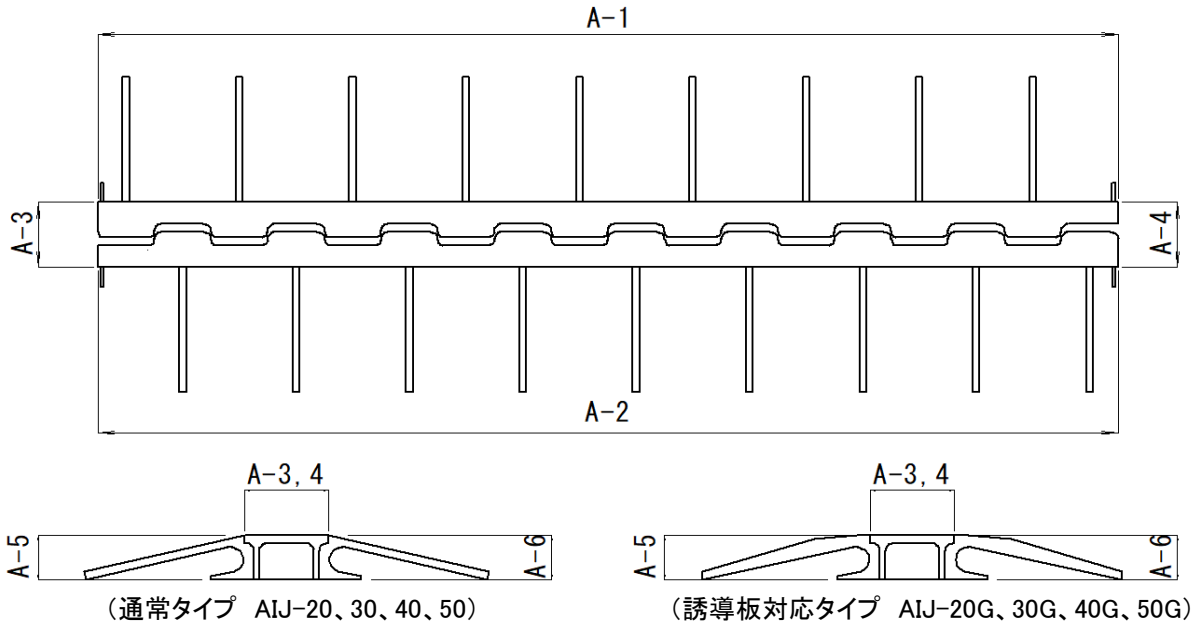 A-1
A-3
A-4
A-2
A-3, 4
A-5
A-6
(通常タイプ AIJ-20、30、40、50)
A-3, 4
A-5
A-6
(誘導板対応タイプ AIJ-20G、30G、40G、50G)